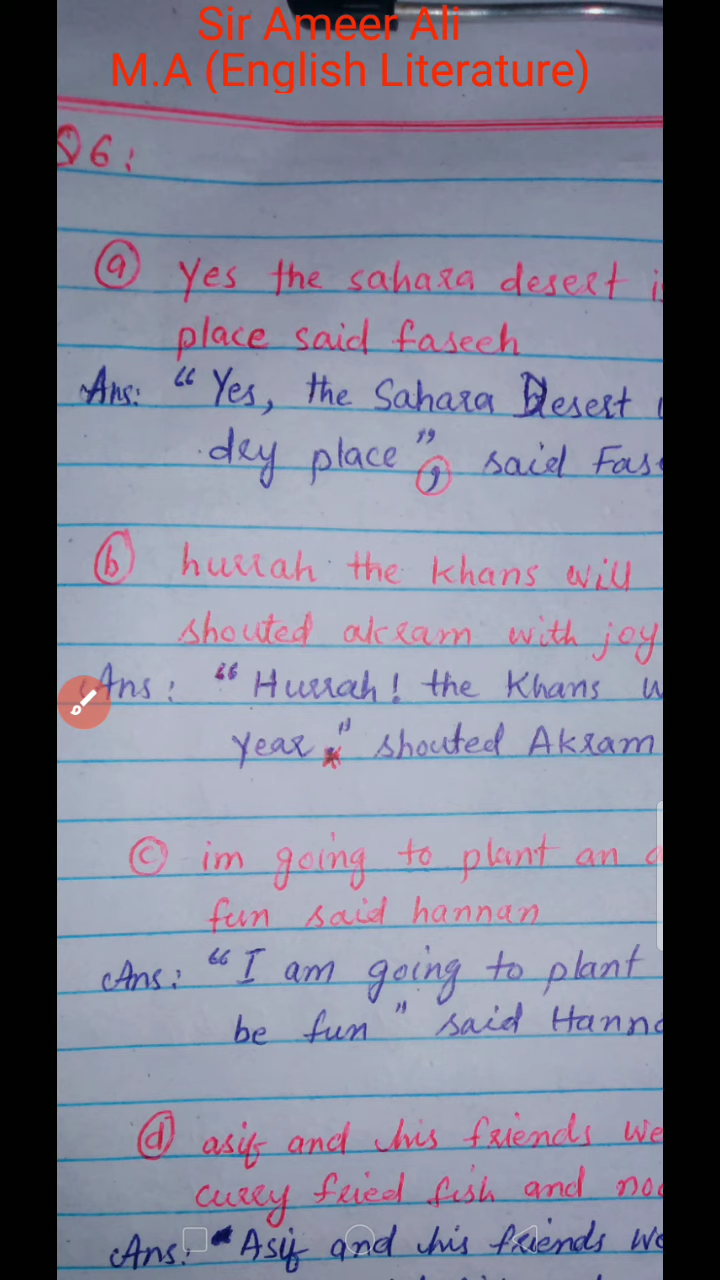 Sir Ameer Ali
M.A (English Literature)
Q6:
(a) Yes the sahara desert i
place said faseeh
Ans: “Yes, the Sahara Desert
dry place”, said Fas
(b) hurrah the khans will
shouted akram with joy
Ans: “Hurrah! the Khans w
year.” shouted Akram
(c) im going to plant an a
fun said hannan
Ans: “I am going to plant
be fun” said Hanna
(d) asif and his friends we
curry fried fish and noo
Ans: “Asif and his friends we